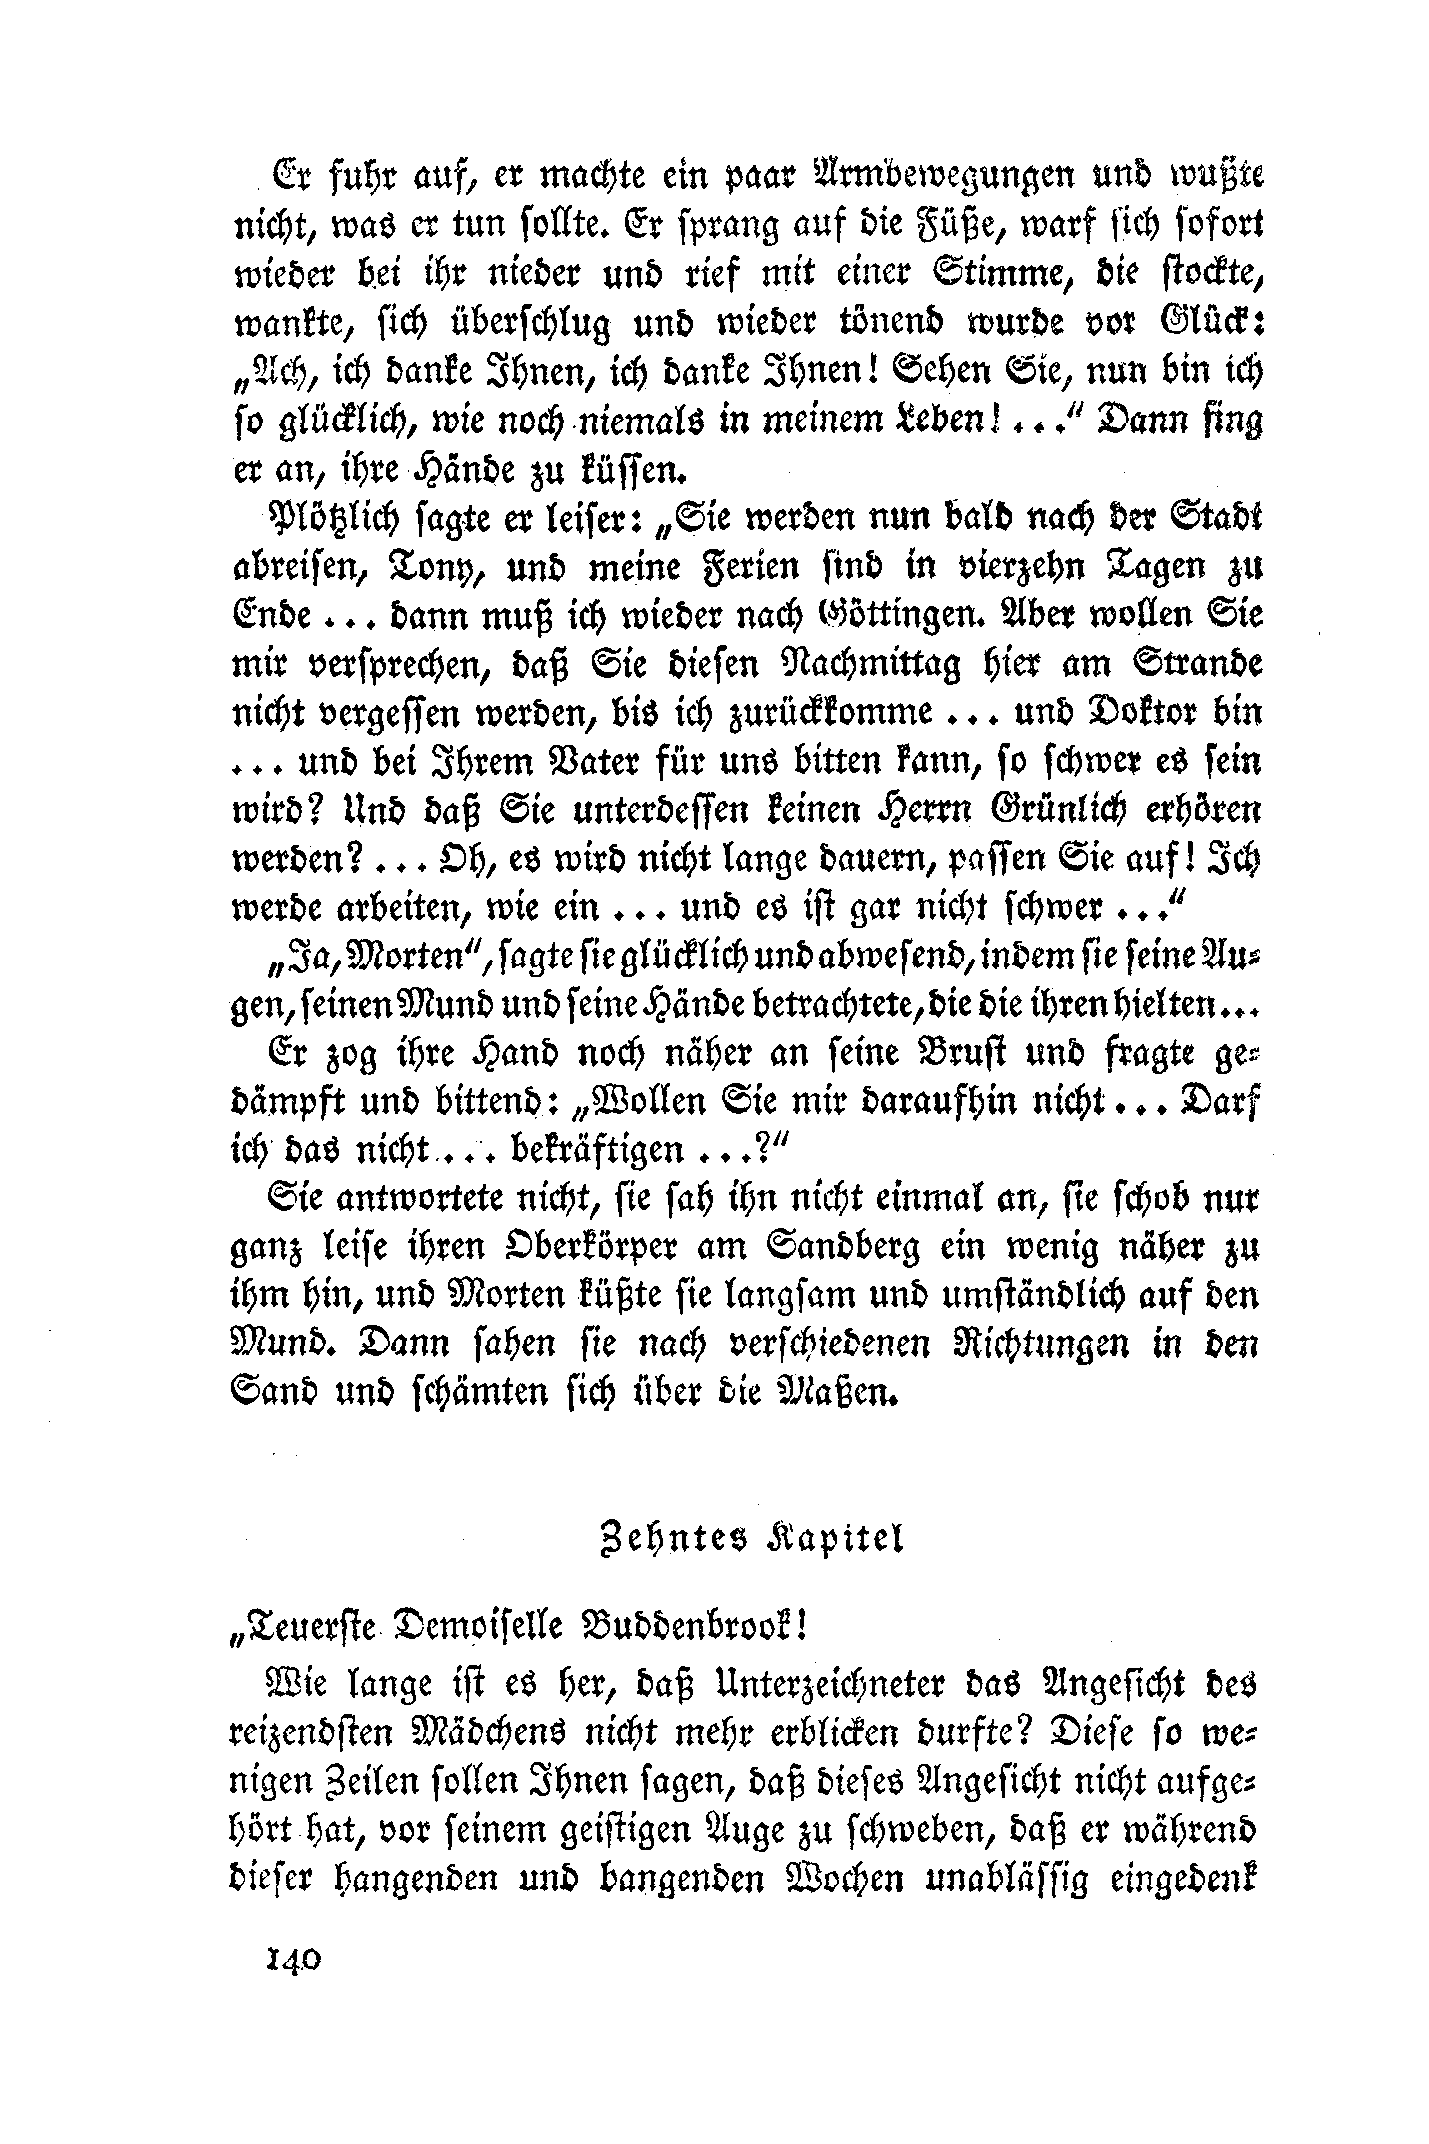 Er fuhr auf, er machte ein paar Armbewegungen und wußte
nicht, was er tun sollte. Er sprang auf die Füße, warf sich sofort
wieder bei ihr nieder und rief mit einer Stimme, die stockte,
wankte, sich überschlug und wieder tönend wurde vor Glück:
„Ach, ich danke Ihnen, ich danke Ihnen! Sehen Sie, nun bin ich
so glücklich, wie noch niemals in meinem Leben! ...“ Dann fing
er an, ihre Hände zu küssen.
Plötzlich sagte er leiser: „Sie werden nun bald nach der Stadt
abreisen, Tony, und meine Ferien sind in vierzehn Tagen zu
Ende ... dann muß ich wieder nach Göttingen. Aber wollen Sie
mir versprechen, daß Sie diesen Nachmittag hier am Strande
nicht vergessen werden, bis ich zurückkomme ... und Doktor bin
... und bei Ihrem Vater für uns bitten kann, so schwer es sein
wird? Und daß Sie unterdessen keinen Herrn Grünlich erhören
werden? ... Oh, es wird nicht lange dauern, passen Sie auf! Ich
werde arbeiten, wie ein ... und es ist gar nicht schwer ...“
„Ja, Morten“, sagte sie glücklich und abwesend, indem sie seine Au-
gen, seinen Mund und seine Hände betrachtete, die die ihren hielten...
Er zog ihre Hand noch näher an seine Brust und fragte ge-
dämpft und bittend: „Wollen Sie mir daraufhin nicht ... Darf
ich das nicht ... bekräftigen ...?“
Sie antwortete nicht, sie sah ihn nicht einmal an, sie schob nur
ganz leise ihren Oberkörper am Sandberg ein wenig näher zu
ihm hin, und Morten küßte sie langsam und umständlich auf den
Mund. Dann sahen sie nach verschiedenen Richtungen in den
Sand und schämten sich über die Maßen.
Zehntes Kapitel
„Teuerste Demoiselle Buddenbrook!
Wie lange ist es her, daß Unterzeichneter das Angesicht des
reizendsten Mädchens nicht mehr erblicken durfte? Diese so we-
nigen Zeilen sollen Ihnen sagen, daß dieses Angesicht nicht aufge-
hört hat, vor seinem geistigen Auge zu schweben, daß er während
dieser hangenden und bangenden Wochen unablässig eingedenk
140